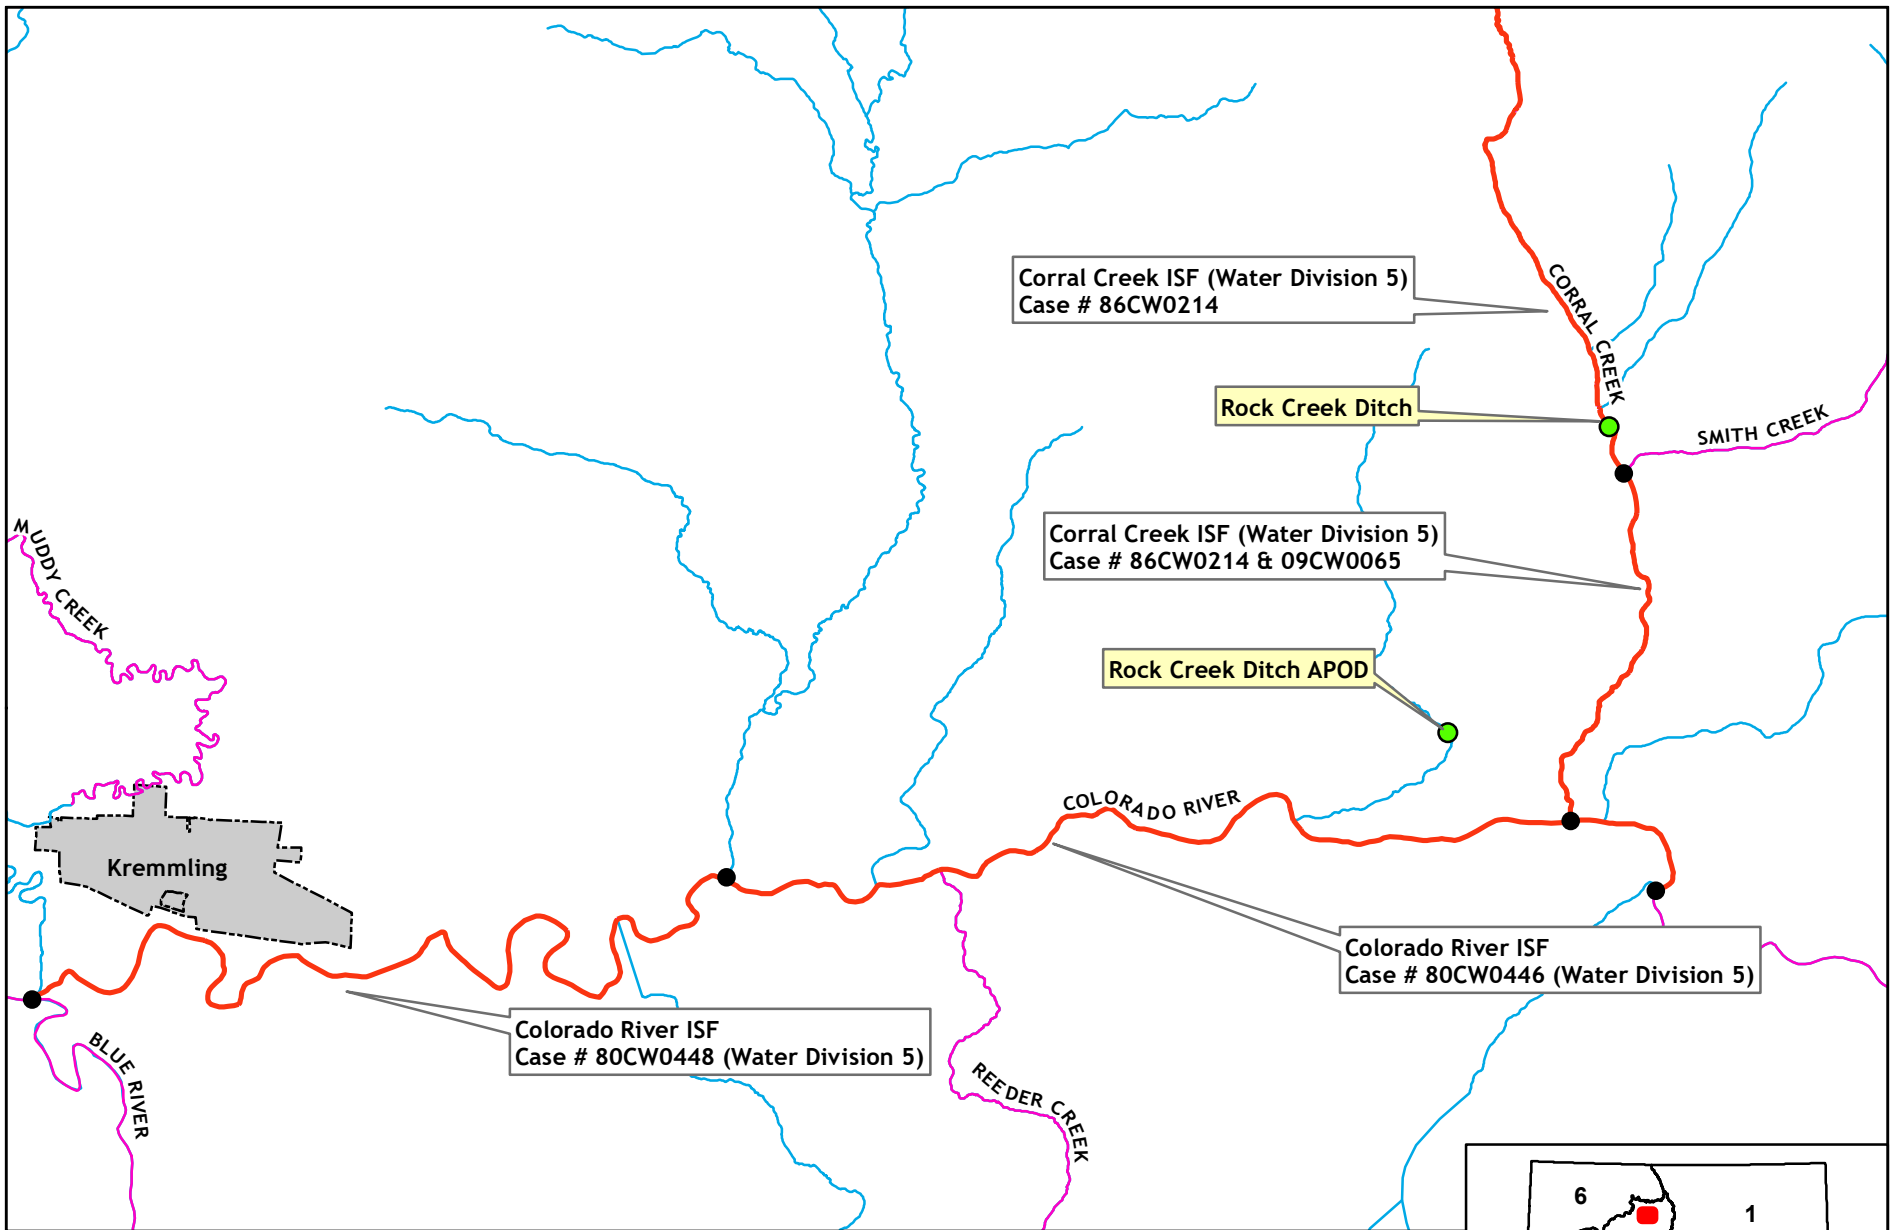 Corral Creek ISF (Water Division 5)
Case # 86CW0214
CORRAL CREEK
Rock Creek Ditch
SMITH CREEK
Corral Creek ISF (Water Division 5)
Case # 86CW0214 & 09CW0065
MUDDY CREEK
Rock Creek Ditch APOD
COLORADO RIVER
Kremmling
Colorado River ISF
Case # 80CW0446 (Water Division 5)
Colorado River ISF
Case # 80CW0448 (Water Division 5)
BLUE RIVER
REEDER CREEK
6
1